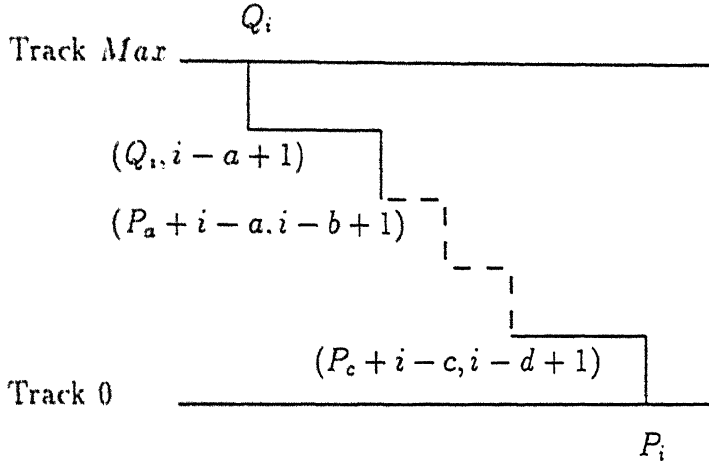 Q_i
Track Max
(Q_i, i − a + 1)
(P_a + i − a, i − b + 1)
(P_c + i − c, i − d + 1)
Track 0
P_i